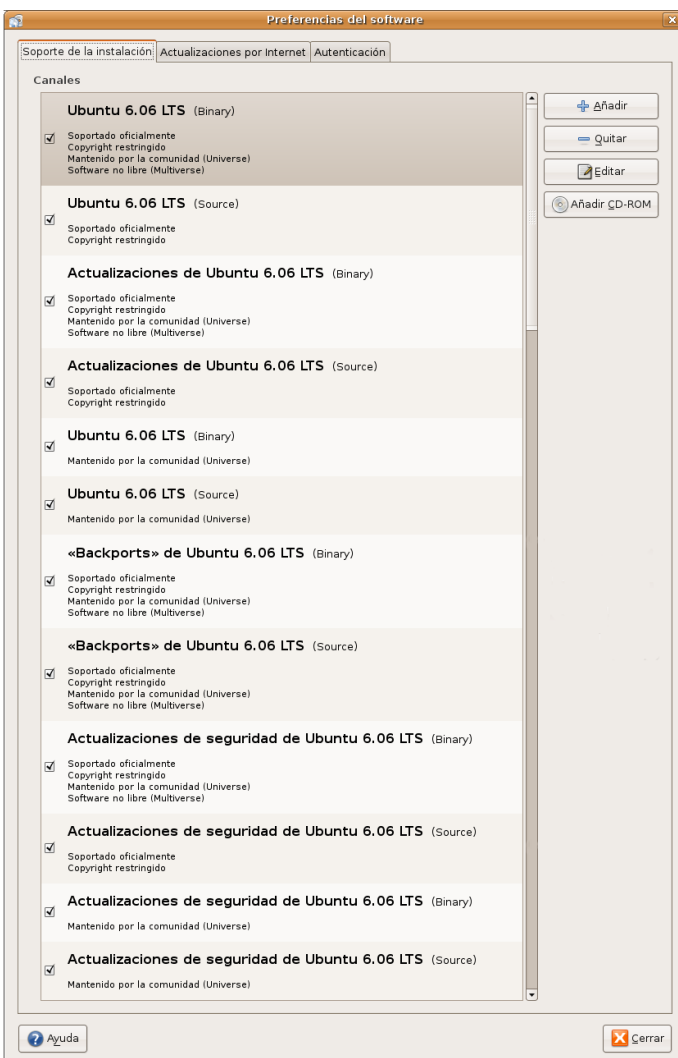 Preferencias del software
Soporte de la instalación
Actualizaciones por Internet
Autenticación
Canales
Ubuntu 6.06 LTS (Binary)
Soportado oficialmente
Copyright restringido
Mantenido por la comunidad (Universe)
Software no libre (Multiverse)
Ubuntu 6.06 LTS (Source)
Soportado oficialmente
Copyright restringido
Actualizaciones de Ubuntu 6.06 LTS (Binary)
Soportado oficialmente
Copyright restringido
Mantenido por la comunidad (Universe)
Software no libre (Multiverse)
Actualizaciones de Ubuntu 6.06 LTS (Source)
Soportado oficialmente
Copyright restringido
Ubuntu 6.06 LTS (Binary)
Mantenido por la comunidad (Universe)
Ubuntu 6.06 LTS (Source)
Mantenido por la comunidad (Universe)
«Backports» de Ubuntu 6.06 LTS (Binary)
Soportado oficialmente
Copyright restringido
Mantenido por la comunidad (Universe)
Software no libre (Multiverse)
«Backports» de Ubuntu 6.06 LTS (Source)
Soportado oficialmente
Copyright restringido
Mantenido por la comunidad (Universe)
Software no libre (Multiverse)
Actualizaciones de seguridad de Ubuntu 6.06 LTS (Binary)
Soportado oficialmente
Copyright restringido
Mantenido por la comunidad (Universe)
Software no libre (Multiverse)
Actualizaciones de seguridad de Ubuntu 6.06 LTS (Source)
Soportado oficialmente
Copyright restringido
Actualizaciones de seguridad de Ubuntu 6.06 LTS (Binary)
Mantenido por la comunidad (Universe)
Actualizaciones de seguridad de Ubuntu 6.06 LTS (Source)
Mantenido por la comunidad (Universe)
Añadir
Quitar
Editar
Añadir CD-ROM
Ayuda
Cerrar